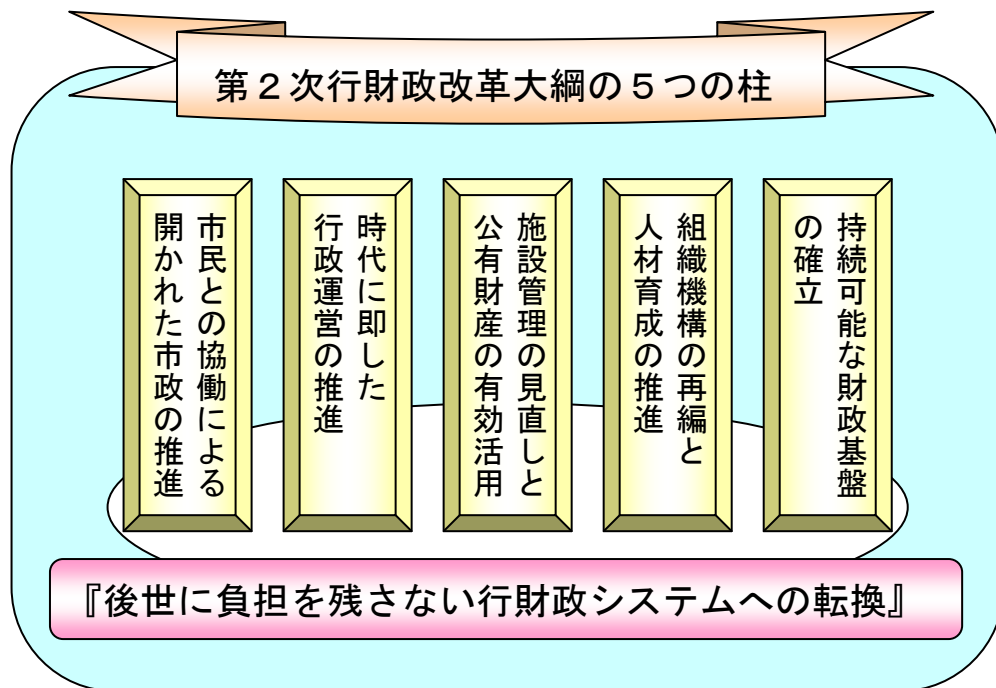 第２次行財政改革大綱の５つの柱
市民との協働による
開かれた市政の推進
時代に即した
行政運営の推進
施設管理の見直しと
公有財産の有効活用
組織機構の再編と
人材育成の推進
持続可能な財政基盤
の確立
『後世に負担を残さない行財政システムへの転換』